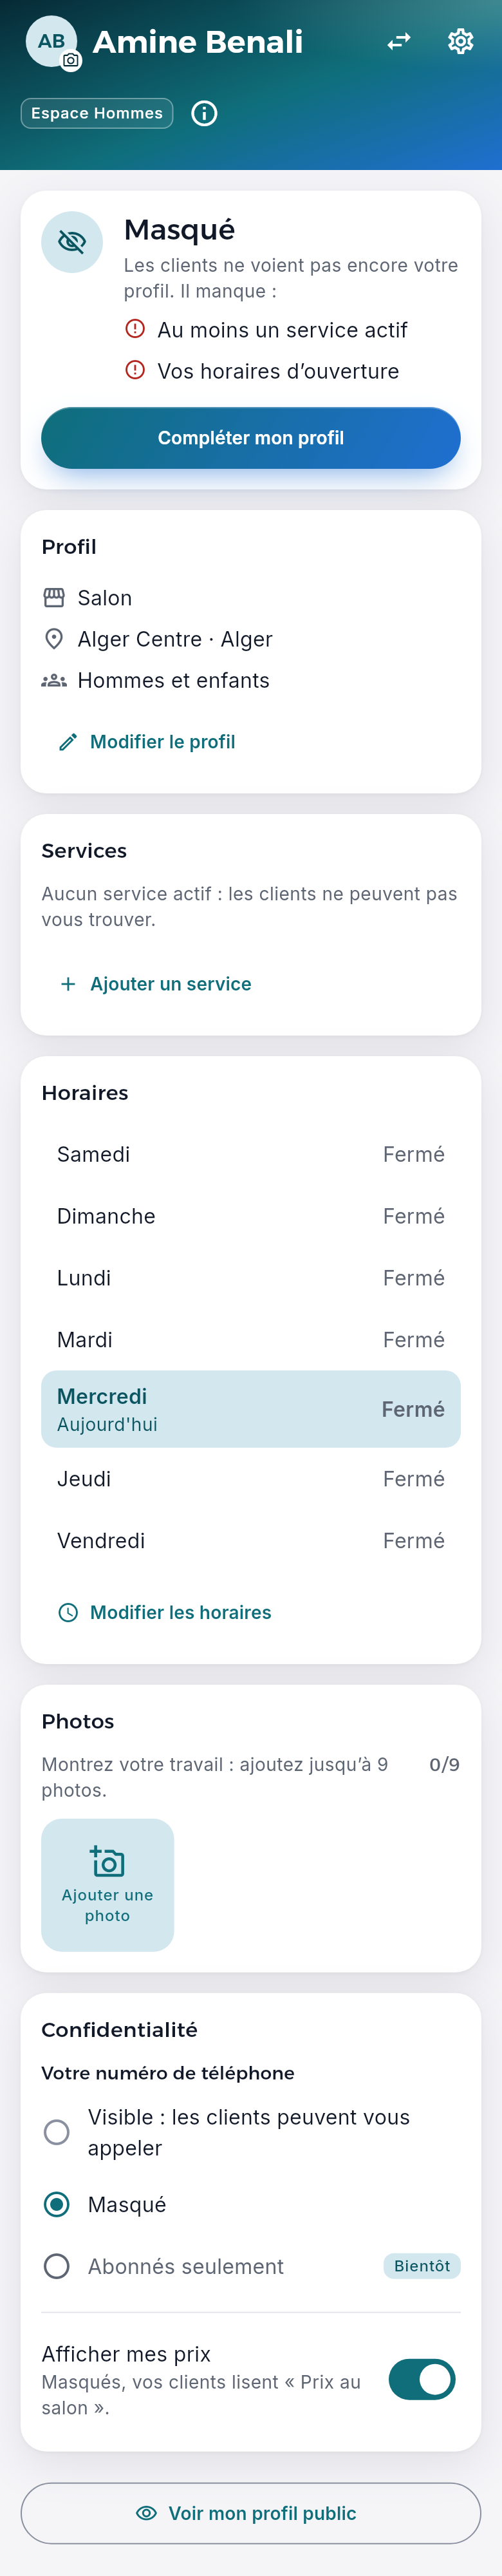 AB
Amine Benali
Espace Hommes
Masqué
Les clients ne voient pas encore votre
profil. Il manque :
Au moins un service actif
Vos horaires d’ouverture
Compléter mon profil
Profil
Salon
Alger Centre · Alger
Hommes et enfants
Modifier le profil
Services
Aucun service actif : les clients ne peuvent pas
vous trouver.
Ajouter un service
Horaires
Samedi Fermé
Dimanche Fermé
Lundi Fermé
Mardi Fermé
Mercredi
Aujourd'hui
Fermé
Jeudi Fermé
Vendredi Fermé
Modifier les horaires
Photos
Montrez votre travail : ajoutez jusqu’à 9
photos.
0/9
Ajouter une
photo
Confidentialité
Votre numéro de téléphone
Visible : les clients peuvent vous
appeler
Masqué
Abonnés seulement Bientôt
Afficher mes prix
Masqués, vos clients lisent « Prix au
salon ».
Voir mon profil public